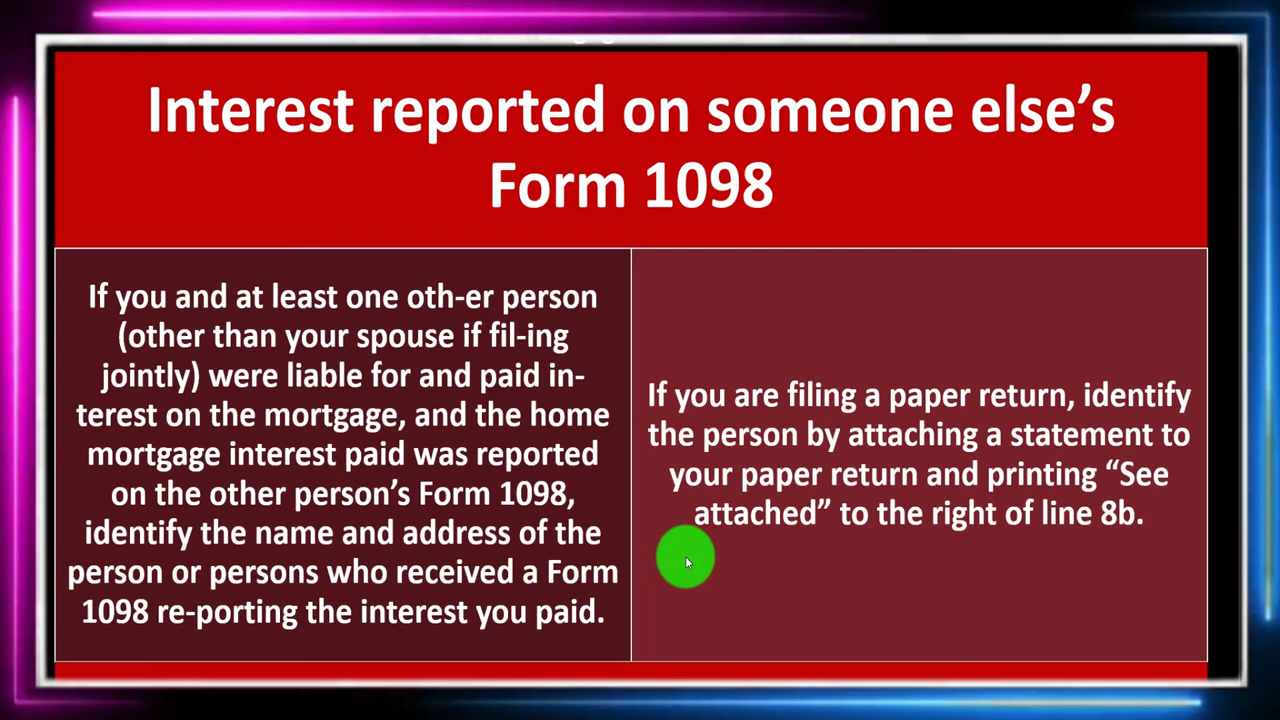 Interest reported on someone else’s
Form 1098
If you and at least one oth-er person
(other than your spouse if fil-ing
jointly) were liable for and paid in-
terest on the mortgage, and the home
mortgage interest paid was reported
on the other person’s Form 1098,
identify the name and address of the
person or persons who received a Form
1098 re-porting the interest you paid.
If you are filing a paper return, identify
the person by attaching a statement to
your paper return and printing “See
attached” to the right of line 8b.